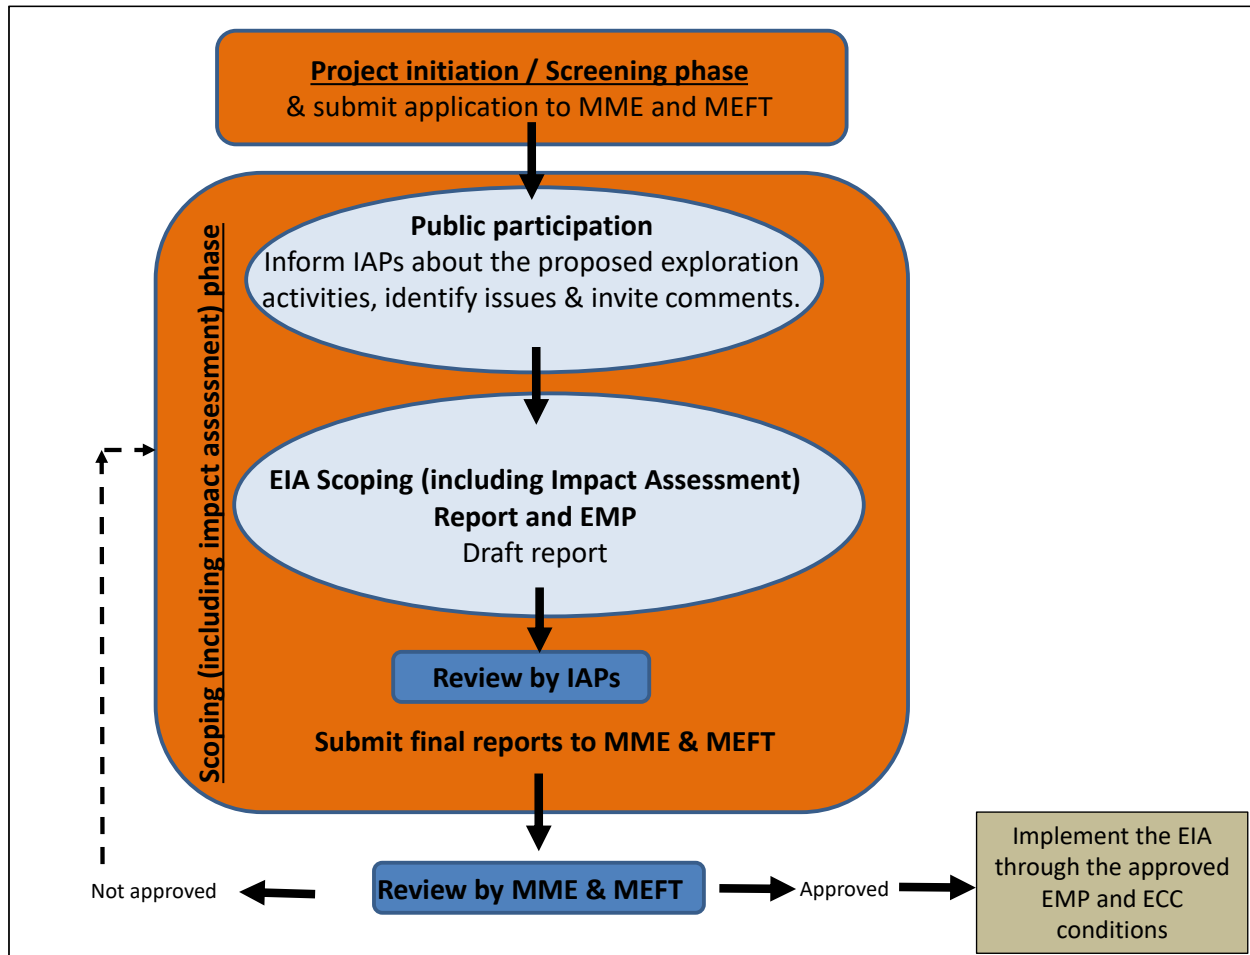 Project initiation / Screening phase
& submit application to MME and MEFT
Scoping (including impact assessment) phase
Public participation
Inform IAPs about the proposed exploration
activities, identify issues & invite comments.
EIA Scoping (including Impact Assessment)
Report and EMP
Draft report
Review by IAPs
Submit final reports to MME & MEFT
Not approved
Review by MME & MEFT
Approved
Implement the EIA
through the approved
EMP and ECC
conditions